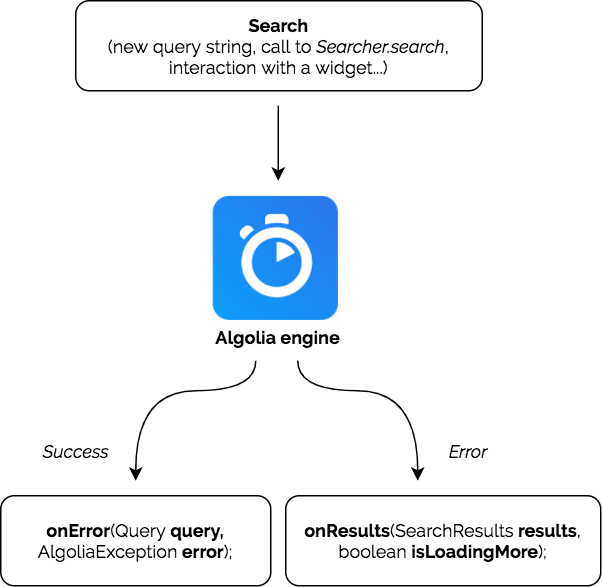 Search
(new query string, call to Searcher.search,
interaction with a widget...)
Algolia engine
Success
Error
onError(Query query,
AlgoliaException error);
onResults(SearchResults results,
boolean isLoadingMore);